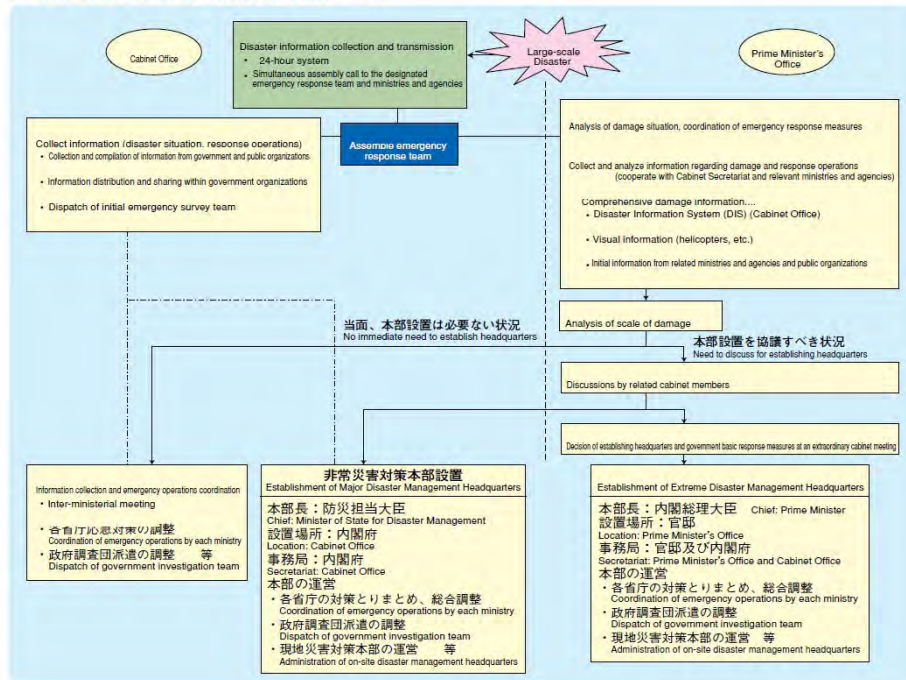 Cabinet Office
Disaster information collection and transmission
• 24-hour system
• Simultaneous assembly call to the designated
emergency response team and ministries and agencies
Large-scale
Disaster
Prime Minister's
Office
Collect information (disaster situation, response operations)
• Collection and compilation of information from government and public organizations
• Information distribution and sharing within government organizations
• Dispatch of initial emergency survey team
Assemble emergency
response team
Analysis of damage situation, coordination of emergency response measures
Collect and analyze information regarding damage and response operations
(cooperate with Cabinet Secretariat and relevant ministries and agencies)
Comprehensive damage information....
• Disaster Information System (DIS) (Cabinet Office)
• Visual information (helicopters, etc.)
• Initial information from related ministries and agencies and public organizations
Analysis of scale of damage
当面、本部設置は必要ない状況
No immediate need to establish headquarters
本部設置を協議すべき状況
Need to discuss for establishing headquarters
Discussions by related cabinet members
Decision of establishing headquarters and government basic response measures at an extraordinary cabinet meeting
Information collection and emergency operations coordination
• Inter-ministerial meeting
・各省庁応急対策の調整
Coordination of emergency operations by each ministry
・政府調査団派遣の調整 等
Dispatch of government investigation team
非常災害対策本部設置
Establishment of Major Disaster Management Headquarters
本部長：防災担当大臣
Chief: Minister of State for Disaster Management
設置場所：内閣府
Location: Cabinet Office
事務局：内閣府
Secretariat: Cabinet Office
本部の運営
・各省庁の対策とりまとめ、総合調整
Coordination of emergency operations by each ministry
・政府調査団派遣の調整
Dispatch of government investigation team
・現地災害対策本部の運営 等
Administration of on-site disaster management headquarters
Establishment of Extreme Disaster Management Headquarters
本部長：内閣総理大臣 Chief: Prime Minister
設置場所：官邸
Location: Prime Minister's Office
事務局：官邸及び内閣府
Secretariat: Prime Minister's Office and Cabinet Office
本部の運営
・各省庁の対策とりまとめ、総合調整
Coordination of emergency operations by each ministry
・政府調査団派遣の調整
Dispatch of government investigation team
・現地災害対策本部の運営 等
Administration of on-site disaster management headquarters